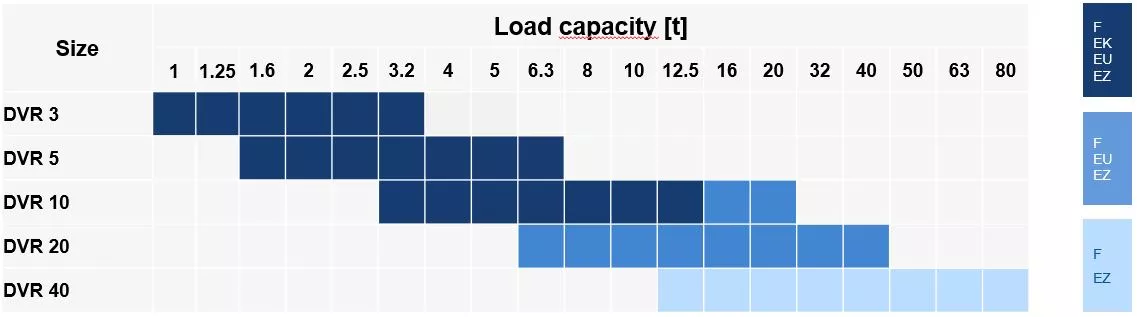 Size
Load capacity [t]
1 1.25 1.6 2 2.5 3.2 4 5 6.3 8 10 12.5 16 20 32 40 50 63 80
DVR 3
DVR 5
DVR 10
DVR 20
DVR 40
F
EK
EU
EZ
F
EU
EZ
F
EZ